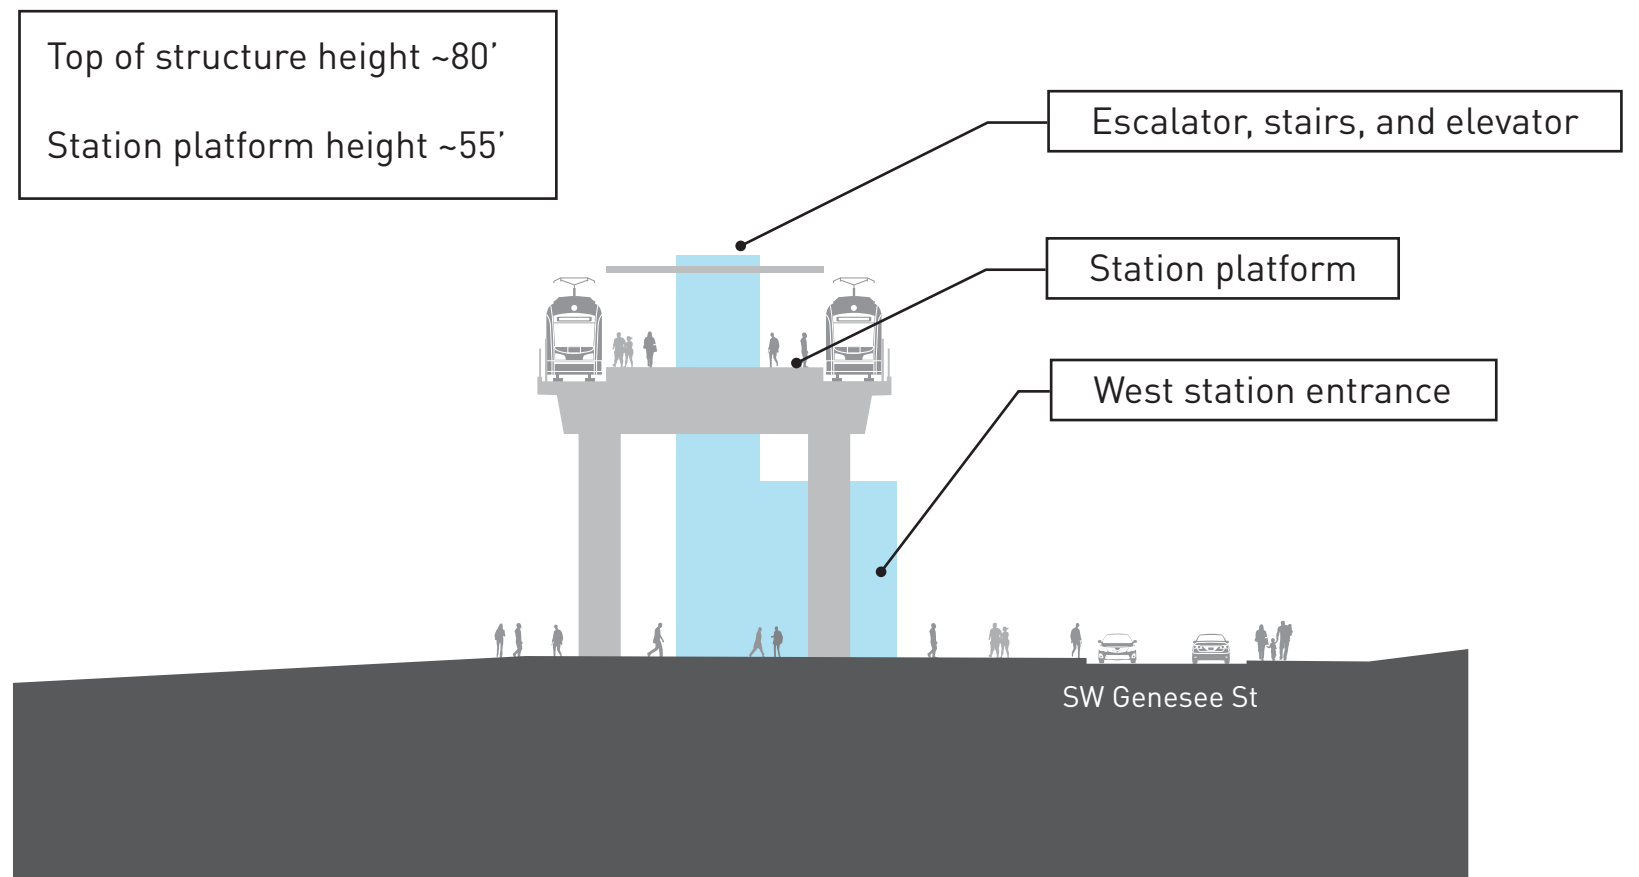 Top of structure height ~80’
Station platform height ~55’
Escalator, stairs, and elevator
Station platform
West station entrance
SW Genesee St